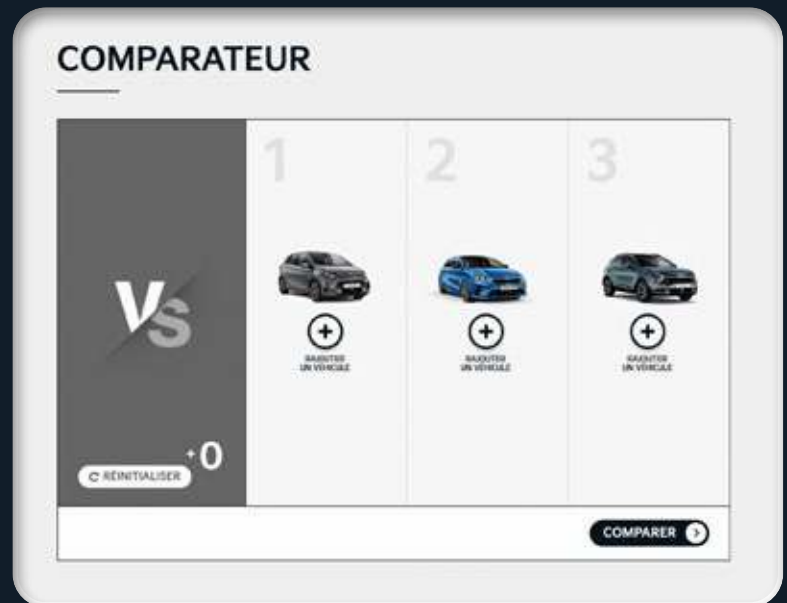 COMPARATEUR
1
2
3
VS
RAJOUTER
UN VÉHICULE
RAJOUTER
UN VÉHICULE
RAJOUTER
UN VÉHICULE
+0
RÉINITIALISER
COMPARER